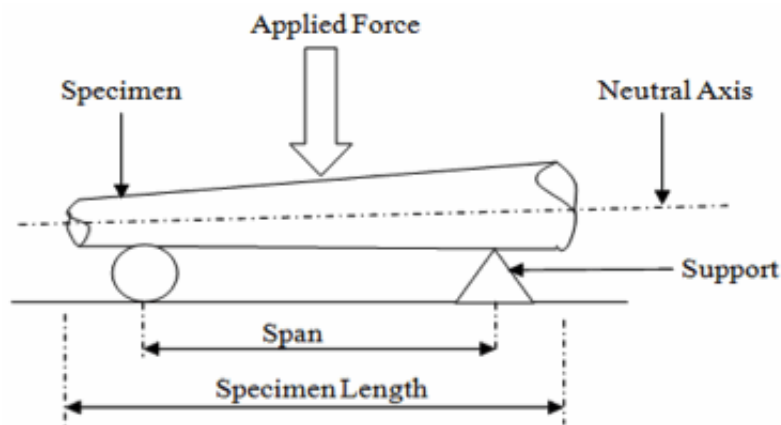 Applied Force
Specimen
Neutral Axis
Support
Span
Specimen Length